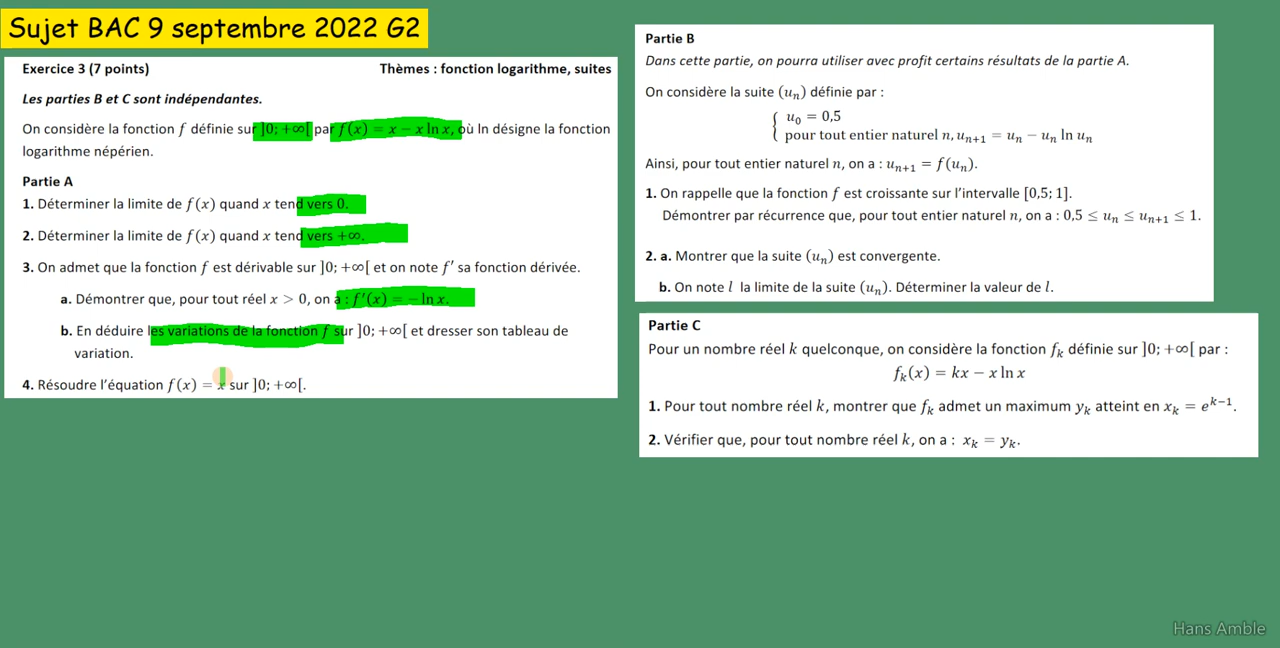 Sujet BAC 9 septembre 2022 G2
Exercice 3 (7 points) Thèmes : fonction logarithme, suites
Les parties B et C sont indépendantes.
On considère la fonction f définie sur ]0; +∞[ par f(x) = x − x ln x, où ln désigne la fonction
logarithme népérien.
Partie A
1. Déterminer la limite de f(x) quand x tend vers 0.
2. Déterminer la limite de f(x) quand x tend vers +∞.
3. On admet que la fonction f est dérivable sur ]0; +∞[ et on note f′ sa fonction dérivée.
a. Démontrer que, pour tout réel x > 0, on a : f′(x) = −ln x.
b. En déduire les variations de la fonction f sur ]0; +∞[ et dresser son tableau de
variation.
4. Résoudre l'équation f(x) = x sur ]0; +∞[.
Partie B
Dans cette partie, on pourra utiliser avec profit certains résultats de la partie A.
On considère la suite (uₙ) définie par :
{ u₀ = 0,5
pour tout entier naturel n, uₙ₊₁ = uₙ − uₙ ln uₙ
Ainsi, pour tout entier naturel n, on a : uₙ₊₁ = f(uₙ).
1. On rappelle que la fonction f est croissante sur l'intervalle [0,5; 1].
Démontrer par récurrence que, pour tout entier naturel n, on a : 0,5 ≤ uₙ ≤ uₙ₊₁ ≤ 1.
2. a. Montrer que la suite (uₙ) est convergente.
b. On note l la limite de la suite (uₙ). Déterminer la valeur de l.
Partie C
Pour un nombre réel k quelconque, on considère la fonction fₖ définie sur ]0; +∞[ par :
fₖ(x) = kx − x ln x
1. Pour tout nombre réel k, montrer que fₖ admet un maximum yₖ atteint en xₖ = eᵏ⁻¹.
2. Vérifier que, pour tout nombre réel k, on a : xₖ = yₖ.
Hans Amble